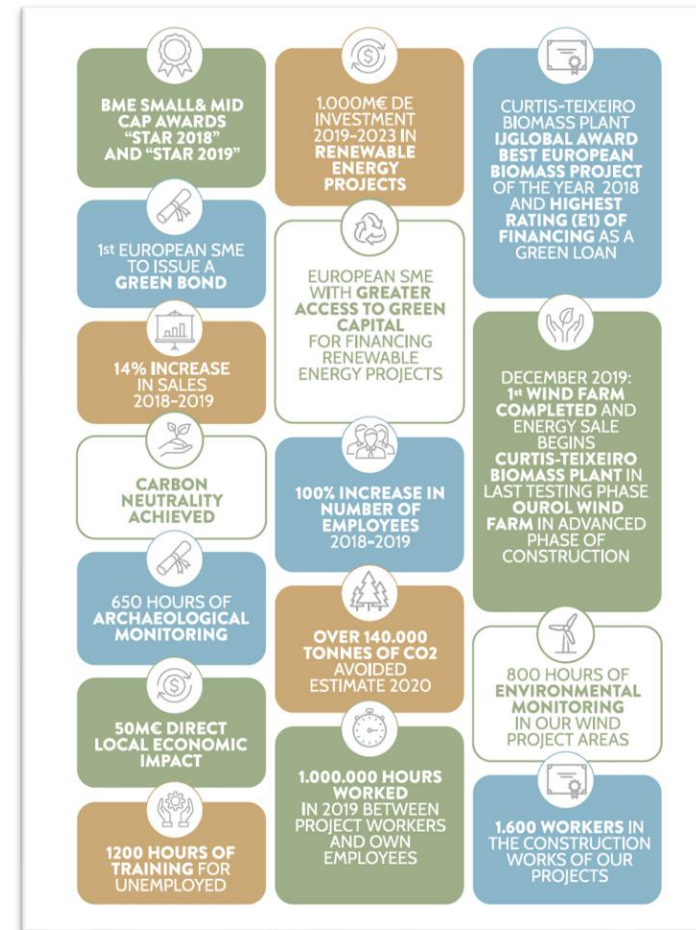 BME SMALL& MID
CAP AWARDS
“STAR 2018”
AND “STAR 2019”
1st EUROPEAN SME
TO ISSUE A
GREEN BOND
14% INCREASE
IN SALES
2018-2019
CARBON
NEUTRALITY
ACHIEVED
650 HOURS OF
ARCHAEOLOGICAL
MONITORING
50M€ DIRECT
LOCAL ECONOMIC
IMPACT
1200 HOURS OF
TRAINING FOR
UNEMPLOYED
1.000M€ DE
INVESTMENT
2019-2023 IN
RENEWABLE
ENERGY
PROJECTS
EUROPEAN SME
WITH GREATER
ACCESS TO GREEN
CAPITAL
FOR FINANCING
RENEWABLE
ENERGY PROJECTS
100% INCREASE IN
NUMBER OF
EMPLOYEES
2018-2019
OVER 140.000
TONNES OF CO2
AVOIDED
ESTIMATE 2020
1.000.000 HOURS
WORKED
IN 2019 BETWEEN
PROJECT WORKERS
AND OWN
EMPLOYEES
CURTIS-TEIXEIRO
BIOMASS PLANT
IJGLOBAL AWARD
BEST EUROPEAN
BIOMASS PROJECT
OF THE YEAR 2018
AND HIGHEST
RATING (E1) OF
FINANCING AS A
GREEN LOAN
DECEMBER 2019:
1st WIND FARM
COMPLETED AND
ENERGY SALE
BEGINS
CURTIS-TEIXEIRO
BIOMASS PLANT IN
LAST TESTING PHASE
OUROL WIND
FARM IN ADVANCED
PHASE OF
CONSTRUCTION
800 HOURS OF
ENVIRONMENTAL
MONITORING
IN OUR WIND
PROJECT AREAS
1.600 WORKERS IN
THE CONSTRUCTION
WORKS OF OUR
PROJECTS